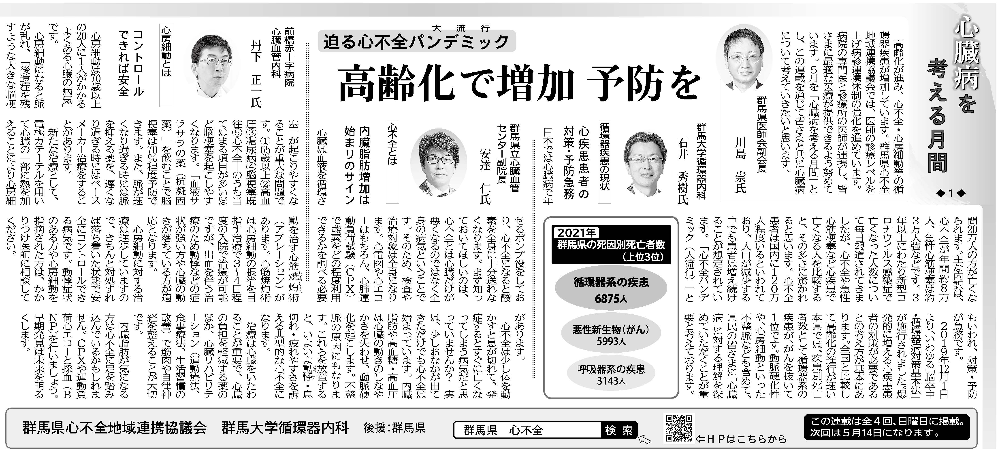 心臓病を
考える月間
◆1◆
高齢化が進み、心不全・心房細動等の循
環器疾患が増加しています。群馬県心不全
地域連携協議会では、医師の診療レベルを
上げ病診連携体制の強化を進めています。
病院の専門医と診療所の医師が連携し、皆
さまに最適な医療が提供できるよう努めて
います。５月を「心臓病を考える月間」と
し、この連載を通じて皆さまと共に心臓病
について考えていきたいと思います。
群馬県医師会副会長
川島 崇氏
大流行
迫る心不全パンデミック
高齢化で増加 予防を
群馬大学循環器内科
石井 秀樹氏
循環器疾患の現状
心疾患患者の
対策・予防急務
日本では心臓病で年
間20万人の方が亡くな
られます。主な内訳は、
心不全が年間約８万
人、急性心筋梗塞は約
３万人強などです。３
年以上にわたり新型コ
ロナウイルス感染症で
亡くなった人数につい
て毎日報道されてきま
したが、心不全や急性
心筋梗塞など心疾患で
亡くなる人を比較する
と、その多さに驚かれ
ると思います。心不全
患者は国内に１２０万
人程度いるといわれて
おり、人口が減少する
中でも患者は増え続け
ることが想定されてい
ます。「心不全パンデ
ミック（大流行）」と
もいわれ、対策・予防
が急務です。
２０１９年12月１日
より、いわゆる「脳卒中
・循環器病対策基本法」
が施行されました。爆
発的に増える心疾患患
者の対策が必要である
との考え方が基本にあ
ります。全国と比較し
て高齢化の進行が速い
本県では、疾患別死亡
者数として循環器系の
疾患が、がんを抜いて
１位です。動脈硬化性
や、心房細動といった
不整脈なども含めて、
県民の皆さまに「心臓
病」に対する理解を深
めていただくことが重
要と考えております。
2021年
群馬県の死因別死亡者数
（上位3位）
循環器系の疾患
6875人
悪性新生物（がん）
5993人
呼吸器系の疾患
3143人
群馬県立心臓血管
センター副院長
安達 仁氏
心不全とは
内臓脂肪増加は
始まりのサイン
心臓は血液を循環さ
せるポンプ役をしてお
り、心不全になると酸
素を全身に十分送れな
くなります。まず知っ
ておいてほしいのは、
心不全とは心臓だけが
悪くなるのではなく全
身の病気ということで
す。そのため、検査や
治療対象は全身になり
ます。心電図や心エコ
ーはもちろん、心肺運
動負荷試験（ＣＰＸ）
で酸素をどの程度利用
できるかを調べる必要
があります。
心不全は少し体を動
かすと息が切れて、発
症するとすぐに亡くな
ってしまう病気だと思
っていませんか？ 実
は、少しおなかが出て
きただけでも心不全は
始まっています。内臓
脂肪や高血糖・高血圧
は心臓の動きのしなや
かさを失わせ、動脈硬
化を起こします。不整
脈の原因にもなりま
す。これらを放置する
と、いよいよ動悸・息
どうき
切れ・疲れやすさを訴
える典型的な心不全に
なります。
治療は心臓をいたわ
ることが重要で、心臓
の負担を軽減する薬の
ほか、心臓リハビリテ
ーション（運動療法、
食事療法、生活習慣の
改善）で筋肉や自律神
経を整えることが大切
です。
内臓脂肪が気になる
方は心不全に足を踏み
込んでいるかもしれま
せん。ＣＰＸや運動負
荷心エコーと採血（Ｂ
ＮＰ）を行いましょう。
早期発見は未来を明る
くします。
前橋赤十字病院
心臓血管内科
丹下 正一氏
心房細動とは
コントロール
できれば安全
心房細動は70歳以上
の20人に１人がかかる
「よくある心臓の病気」
です。
心房細動になると脈
が乱れ、「後遺症を残
すような大きな脳梗
塞」が起こりやすくな
ることが重大な問題で
す。①65歳以上②高血
圧③糖尿病④脳梗塞既
往⑤心不全―のうち当
てはまる項目が多いほ
ど脳梗塞を起こしやす
くなります。「血液サ
ラサラの薬（抗凝固
薬）」を飲むことで脳
梗塞は70％程度予防で
きます。また、脈が速
くなり過ぎる時には脈
を抑える薬を、遅くな
り過ぎる時にはペース
メーカー治療をするこ
とがあります。
新たな治療として、
電極カテーテルを用い
て心臓の一部に熱を加
えることにより心房細
動を治す心筋焼灼術
しょうしゃく
（アブレーション）が
あります。心筋焼灼術
は心房細動の根治を目
指す治療で３～４日程
度の入院で治療が可能
ですが、出血を伴う治
療のため動悸などの症
状が強い方や心臓の動
きが落ちている方が適
応となります。
心房細動に対する治
療は進歩していますの
で、きちんと対処すれ
ば落ち着いた状態で安
全にコントロールでき
る病気です。動悸症状
のある方や心房細動を
指摘された方は、かか
りつけ医師に相談して
ください。
群馬県心不全地域連携協議会 群馬大学循環器内科 後援：群馬県
群馬県 心不全 検索
⇦ＨＰはこちらから
この連載は全４回、日曜日に掲載。
次回は５月14日になります。